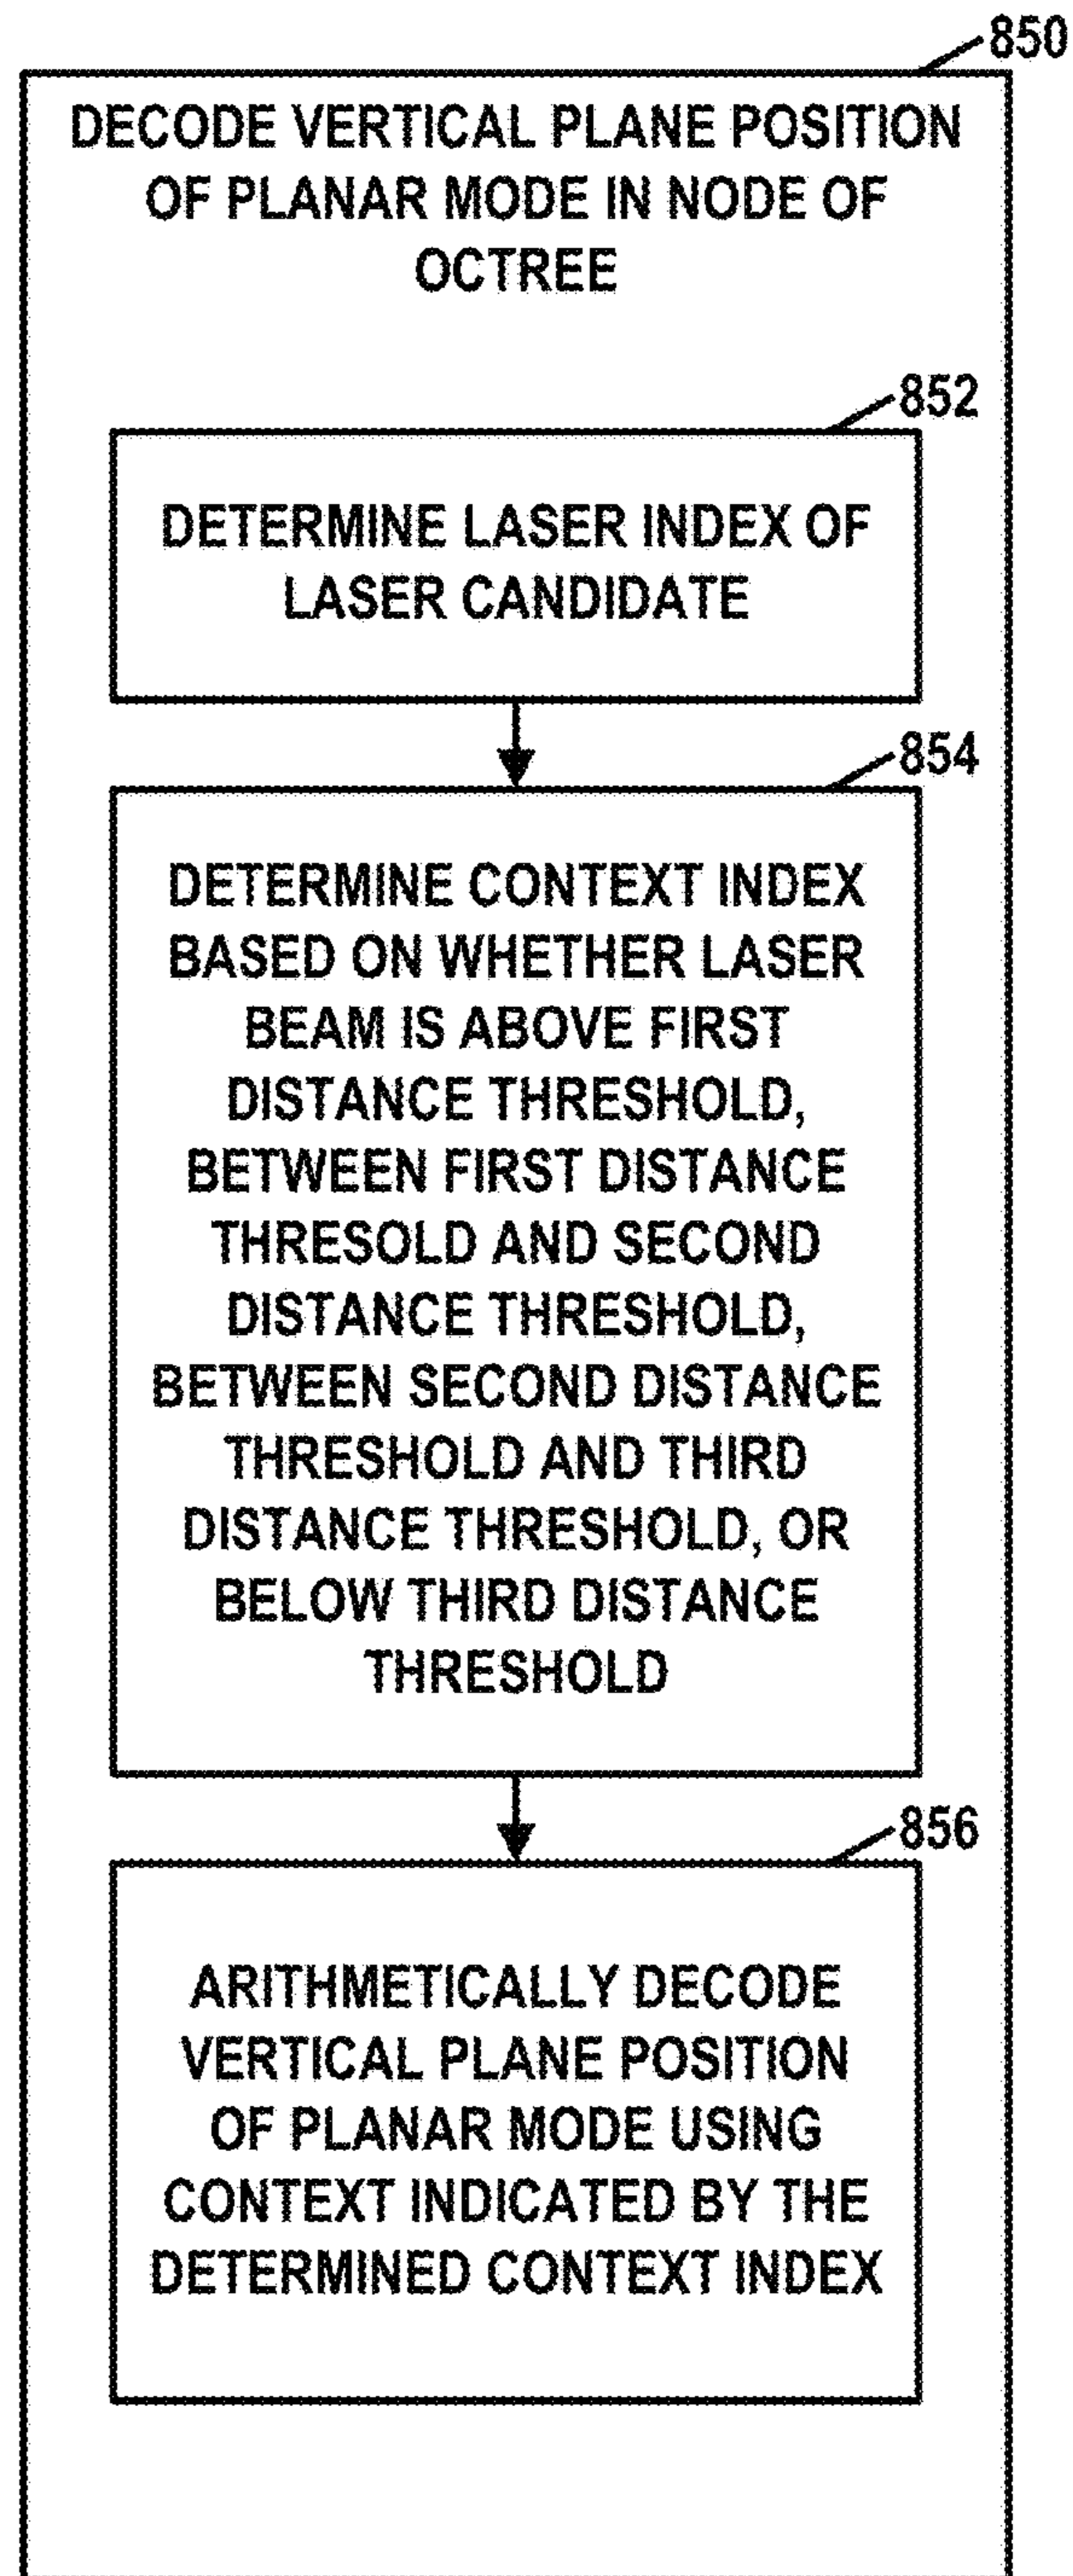 850
DECODE VERTICAL PLANE POSITION
OF PLANAR MODE IN NODE OF
OCTREE
852
DETERMINE LASER INDEX OF
LASER CANDIDATE
854
DETERMINE CONTEXT INDEX
BASED ON WHETHER LASER
BEAM IS ABOVE FIRST
DISTANCE THRESHOLD,
BETWEEN FIRST DISTANCE
THRESOLD AND SECOND
DISTANCE THRESHOLD,
BETWEEN SECOND DISTANCE
THRESHOLD AND THIRD
DISTANCE THRESHOLD, OR
BELOW THIRD DISTANCE
THRESHOLD
856
ARITHMETICALLY DECODE
VERTICAL PLANE POSITION
OF PLANAR MODE USING
CONTEXT INDICATED BY THE
DETERMINED CONTEXT INDEX